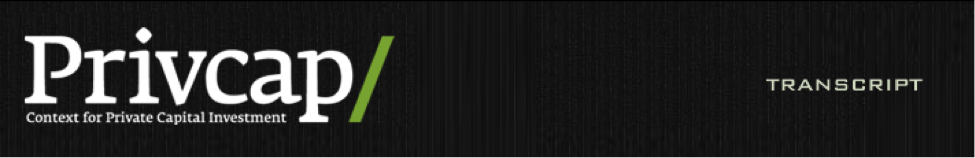 Privcap/
TRANSCRIPT
Context for Private Capital Investment